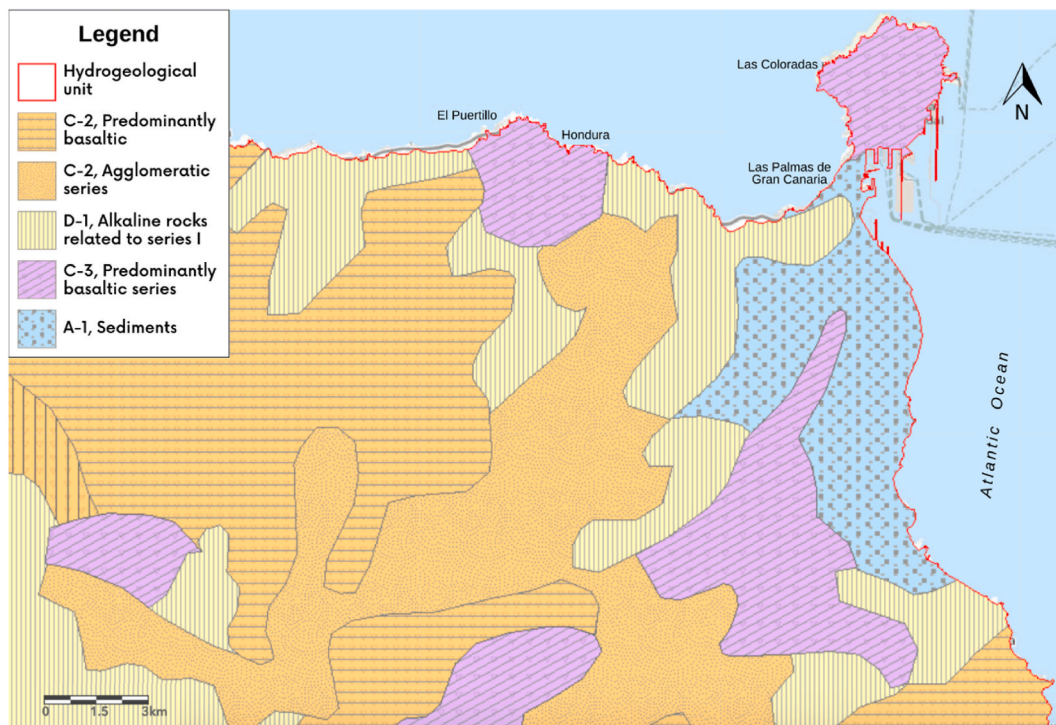 Legend
Hydrogeological
unit
C-2, Predominantly
basaltic
C-2, Agglomeratic
series
D-1, Alkaline rocks
related to series I
C-3, Predominantly
basaltic series
A-1, Sediments
Las Coloradas
El Puertillo
Hondura
Las Palmas de
Gran Canaria
N
Atlantic Ocean
0 1.5 3km